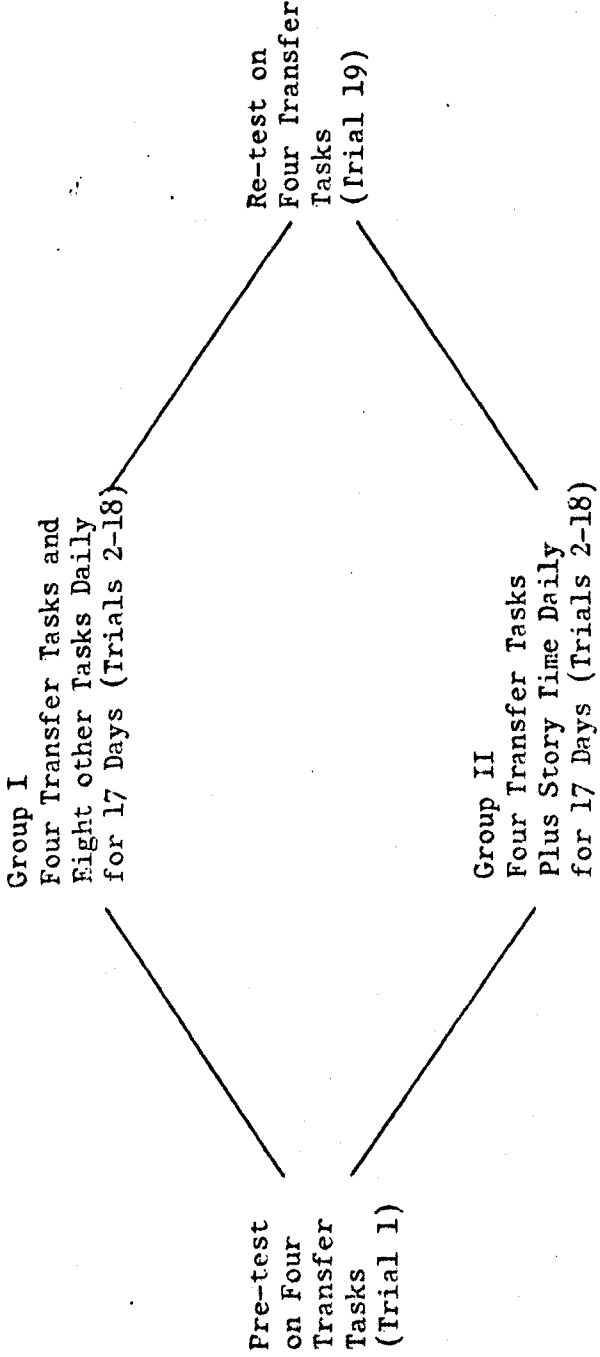 Pre-test
on Four
Transfer
Tasks
(Trial 1)
Group I
Four Transfer Tasks and
Eight other Tasks Daily
for 17 Days (Trials 2-18)
Group II
Four Transfer Tasks
Plus Story Time Daily
for 17 Days (Trials 2-18)
Re-test on
Four Transfer
Tasks
(Trial 19)